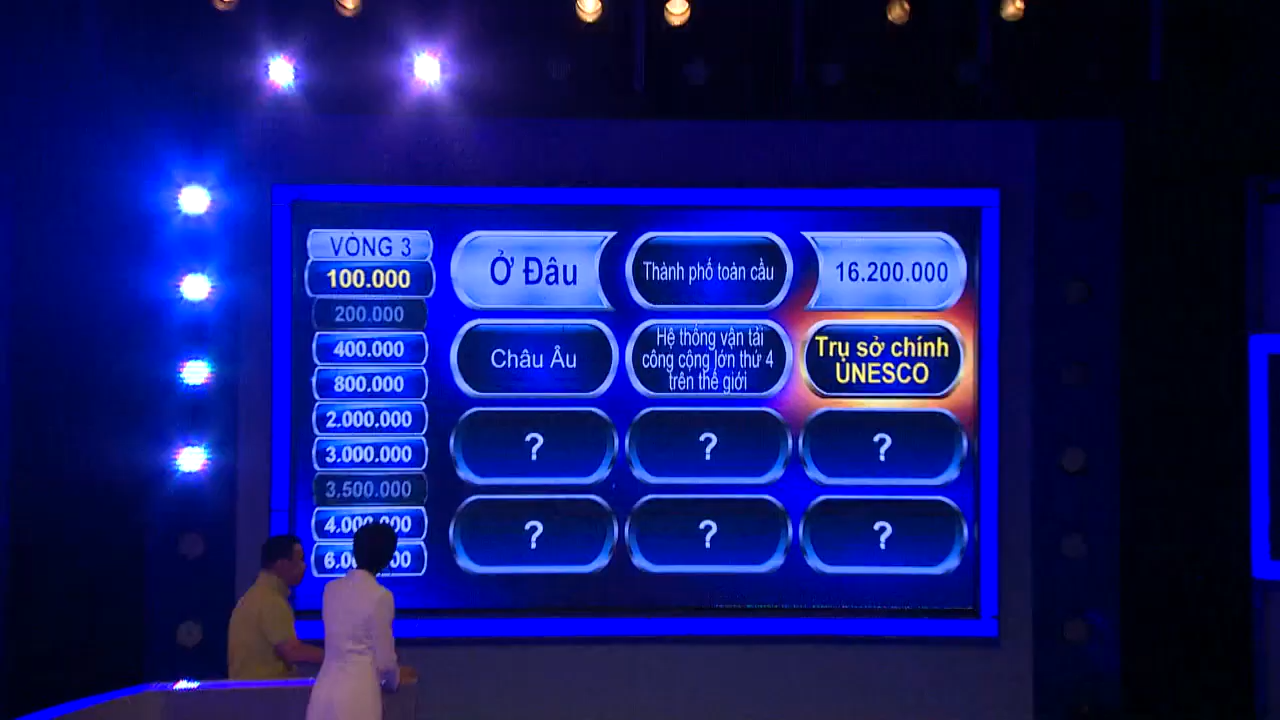 VÒNG 3
100.000
200.000
400.000
800.000
2.000.000
3.000.000
3,500.000
Ở Đâu
Thành phố toàn cầu
16.200.000
Châu Âu
Hệ thống vận tải
công cộng lớn thứ 4
trên thế giới
Trụ sở chính
UNESCO
?
?
?
?
?
?